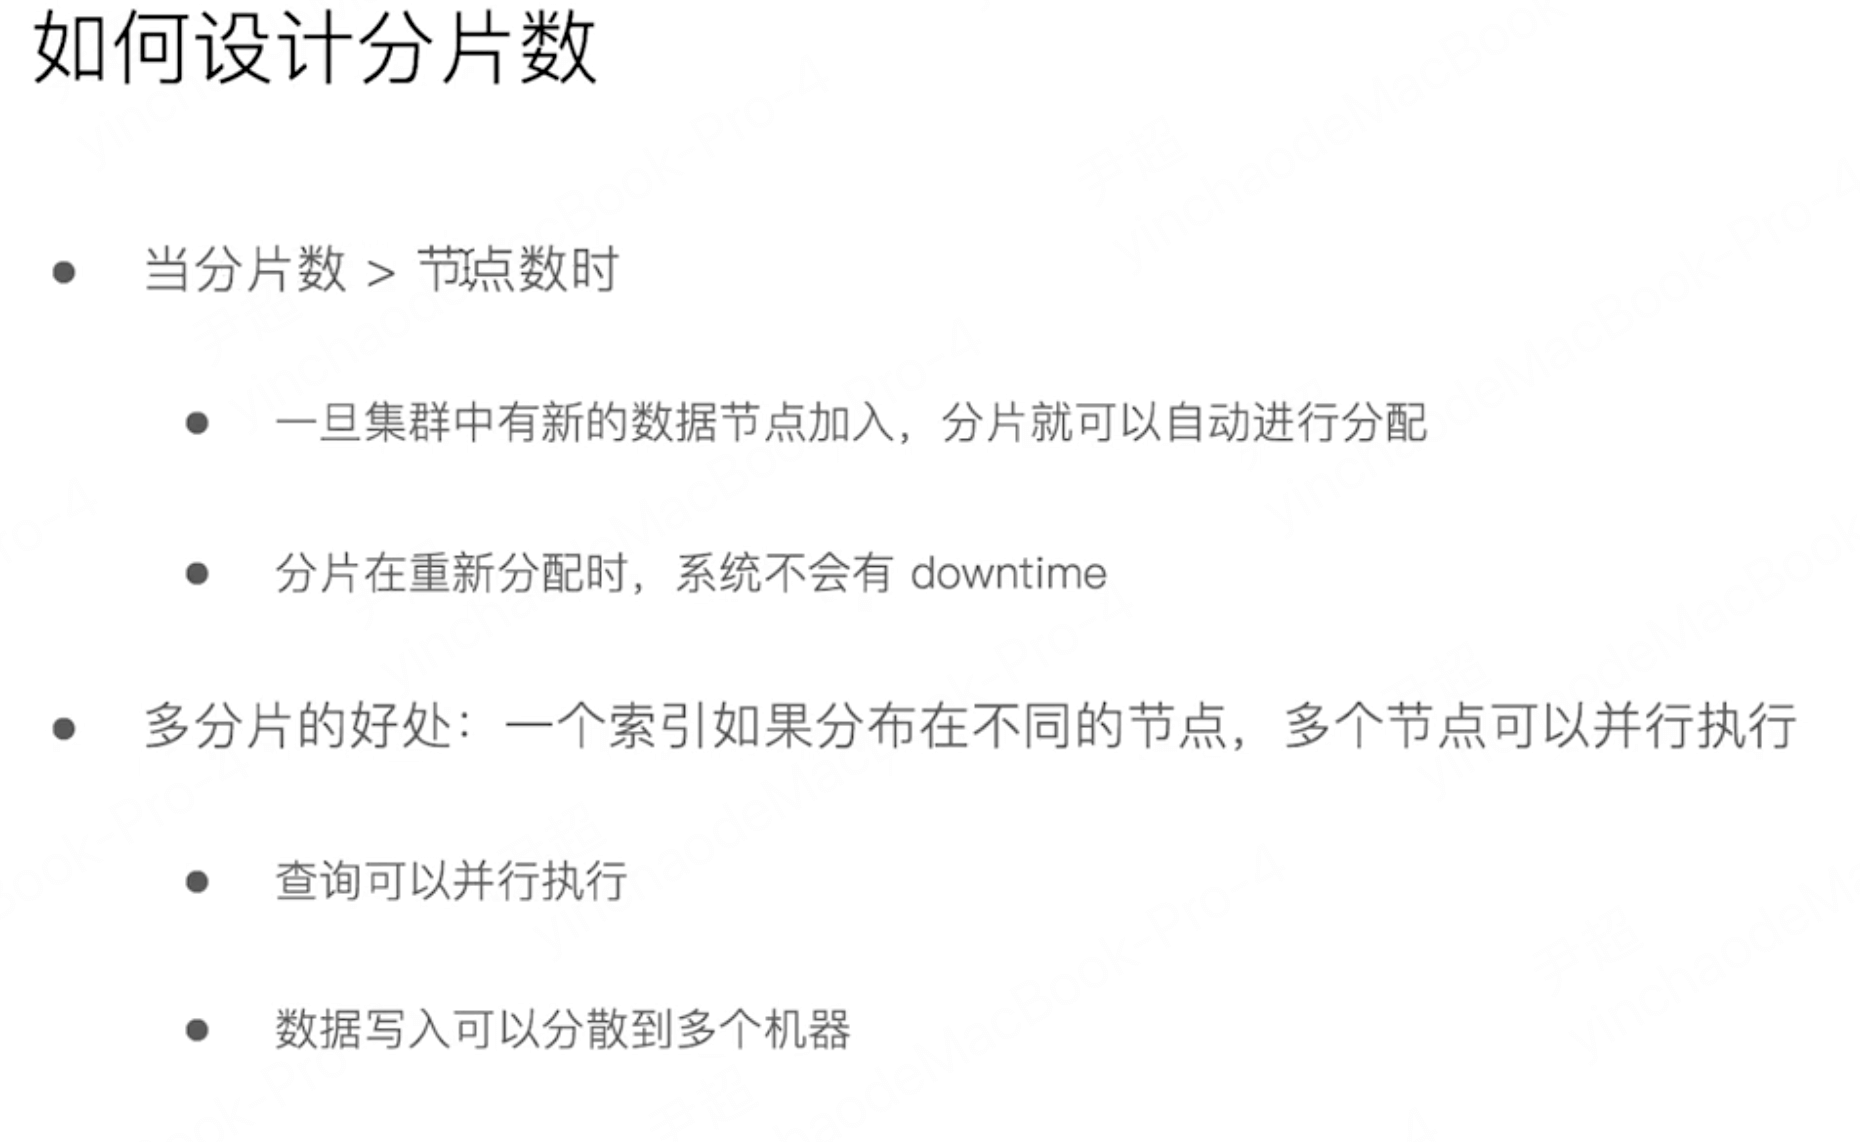 如何设计分片数
当分片数 > 节点数时
一旦集群中有新的数据节点加入，分片就可以自动进行分配
分片在重新分配时，系统不会有 downtime
多分片的好处：一个索引如果分布在不同的节点，多个节点可以并行执行
查询可以并行执行
数据写入可以分散到多个机器